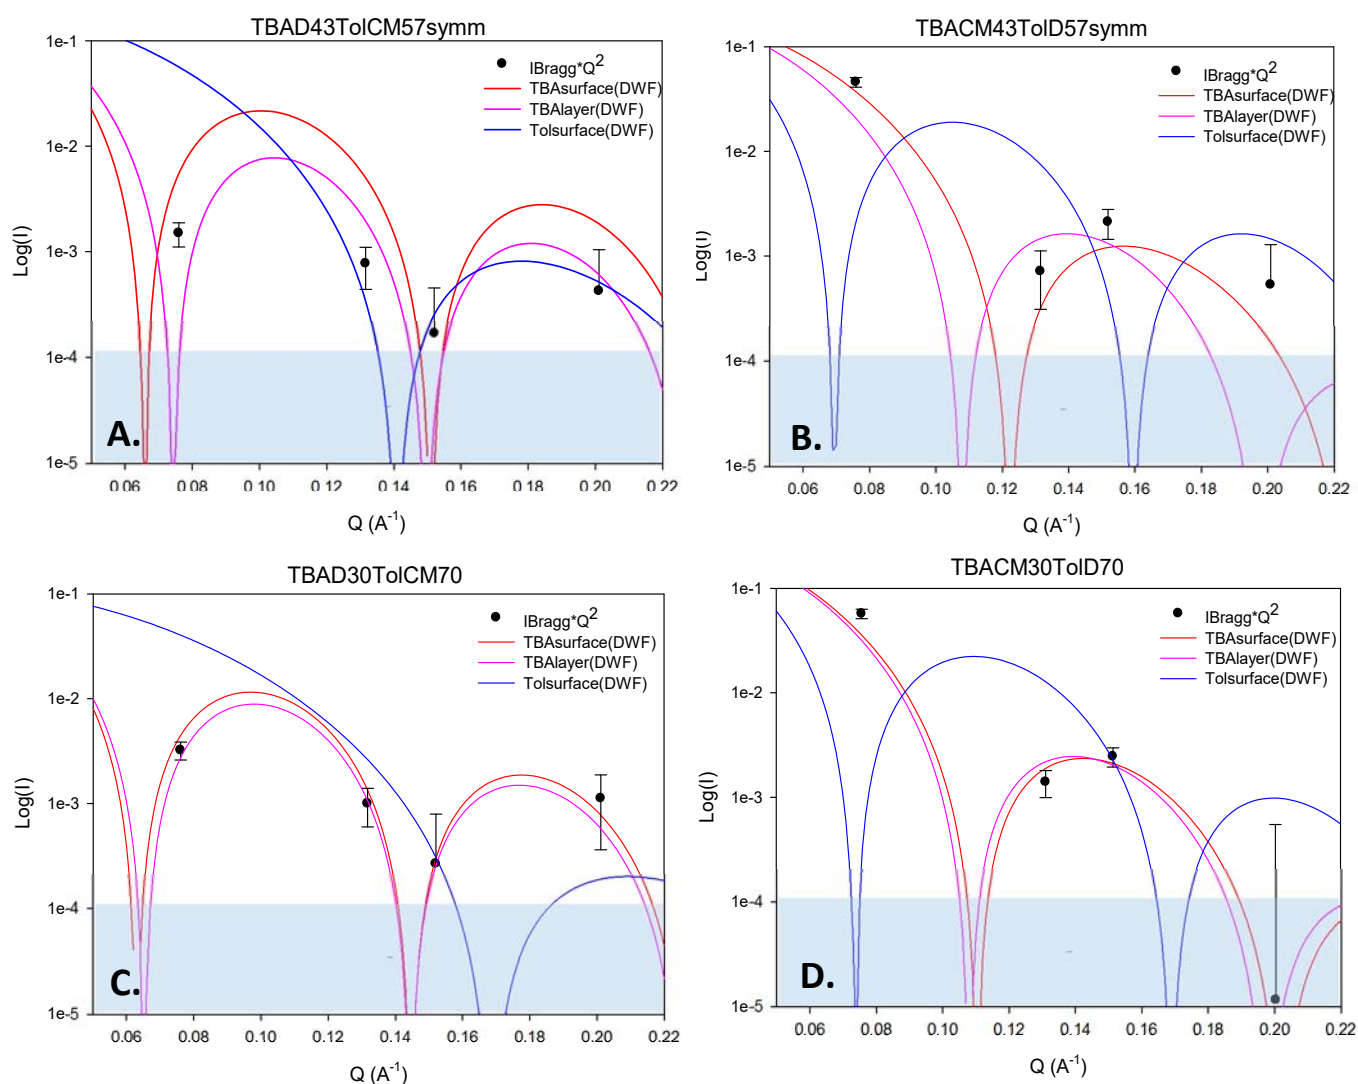 TBAD43TolCM57symm
1e-1
1e-2
1e-3
1e-4
1e-5
Log(I)
IBragg*Q2
TBAsurface(DWF)
TBAlayer(DWF)
Tolsurface(DWF)
A.
0.06 0.08 0.10 0.12 0.14 0.16 0.18 0.20 0.22
Q (A-1)
TBACM43TolD57symm
1e-1
1e-2
1e-3
1e-4
1e-5
Log(I)
IBragg*Q2
TBAsurface(DWF)
TBAlayer(DWF)
Tolsurface(DWF)
B.
0.06 0.08 0.10 0.12 0.14 0.16 0.18 0.20 0.22
Q (A-1)
TBAD30TolCM70
1e-1
1e-2
1e-3
1e-4
1e-5
Log(I)
IBragg*Q2
TBAsurface(DWF)
TBAlayer(DWF)
Tolsurface(DWF)
C.
0.06 0.08 0.10 0.12 0.14 0.16 0.18 0.20 0.22
Q (A-1)
TBACM30TolD70
1e-1
1e-2
1e-3
1e-4
1e-5
Log(I)
IBragg*Q2
TBAsurface(DWF)
TBAlayer(DWF)
Tolsurface(DWF)
D.
0.06 0.08 0.10 0.12 0.14 0.16 0.18 0.20 0.22
Q (A-1)